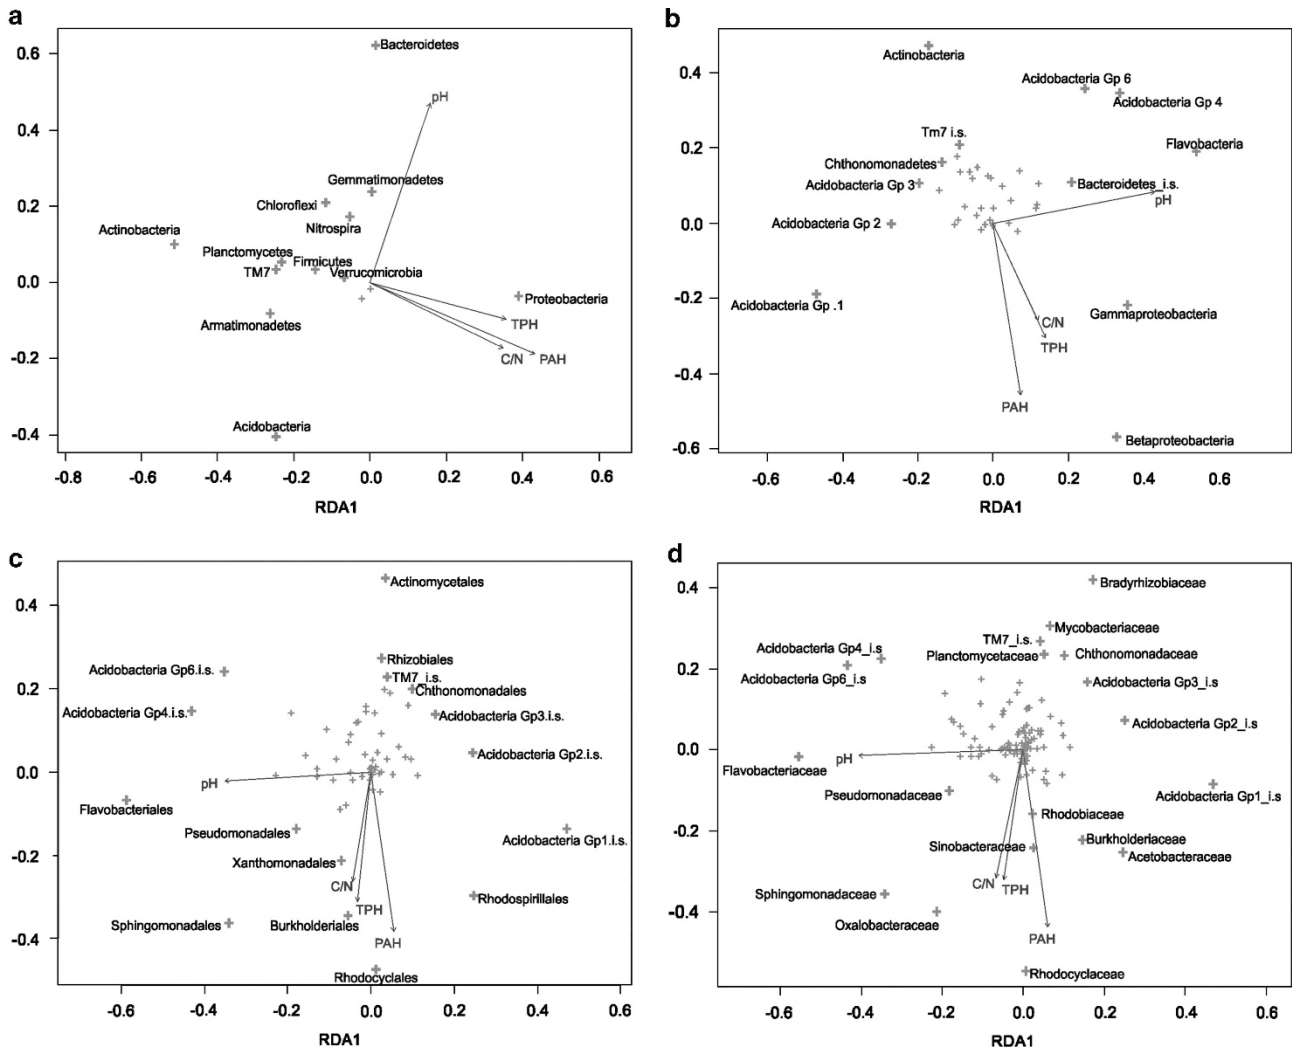 a
0.6
Bacteroidetes
pH
0.4
Gemmatimonadetes
0.2
Chloroflexi
Nitrospira
Actinobacteria
Planctomycetes
Firmicutes
TM7
Verrucomicrobia
0.0
Proteobacteria
Armatimonadetes
TPH
C/N
PAH
-0.2
Acidobacteria
-0.4
-0.8 -0.6 -0.4 -0.2 0.0 0.2 0.4 0.6
RDA1
b
Actinobacteria
0.4
Acidobacteria Gp 6
Acidobacteria Gp 4
Tm7 i.s.
Flavobacteria
0.2
Chthonomonadetes
Acidobacteria Gp 3
Bacteroidetes_i.s.
pH
Acidobacteria Gp 2
0.0
Acidobacteria Gp .1
-0.2
Gammaproteobacteria
C/N
TPH
-0.4
PAH
Betaproteobacteria
-0.6
-0.6 -0.4 -0.2 0.0 0.2 0.4 0.6
RDA1
c
Actinomycetales
0.4
Rhizobiales
Acidobacteria Gp6.i.s.
TM7_i.s.
Chthonomonadales
0.2
Acidobacteria Gp4.i.s.
Acidobacteria Gp3.i.s.
Acidobacteria Gp2.i.s.
0.0
pH
Flavobacteriales
Pseudomonadales
Acidobacteria Gp1.i.s.
Xanthomonadales
-0.2
C/N
Rhodospirillales
TPH
Sphingomonadales
Burkholderiales
PAH
-0.4
Rhodocyclales
-0.6 -0.4 -0.2 0.0 0.2 0.4 0.6
RDA1
d
0.4
Bradyrhizobiaceae
Mycobacteriaceae
TM7_i.s.
Acidobacteria Gp4_i.s
Planctomycetaceae
Chthonomonadaceae
0.2
Acidobacteria Gp6_i.s
Acidobacteria Gp3_i.s
Acidobacteria Gp2_i.s
0.0
pH
Flavobacteriaceae
Pseudomonadaceae
Acidobacteria Gp1_i.s
Rhodobiaceae
-0.2
Sinobacteraceae
Burkholderiaceae
Acetobacteraceae
C/N
TPH
Sphingomonadaceae
-0.4
Oxalobacteraceae
PAH
Rhodocyclaceae
-0.6 -0.4 -0.2 0.0 0.2 0.4 0.6
RDA1